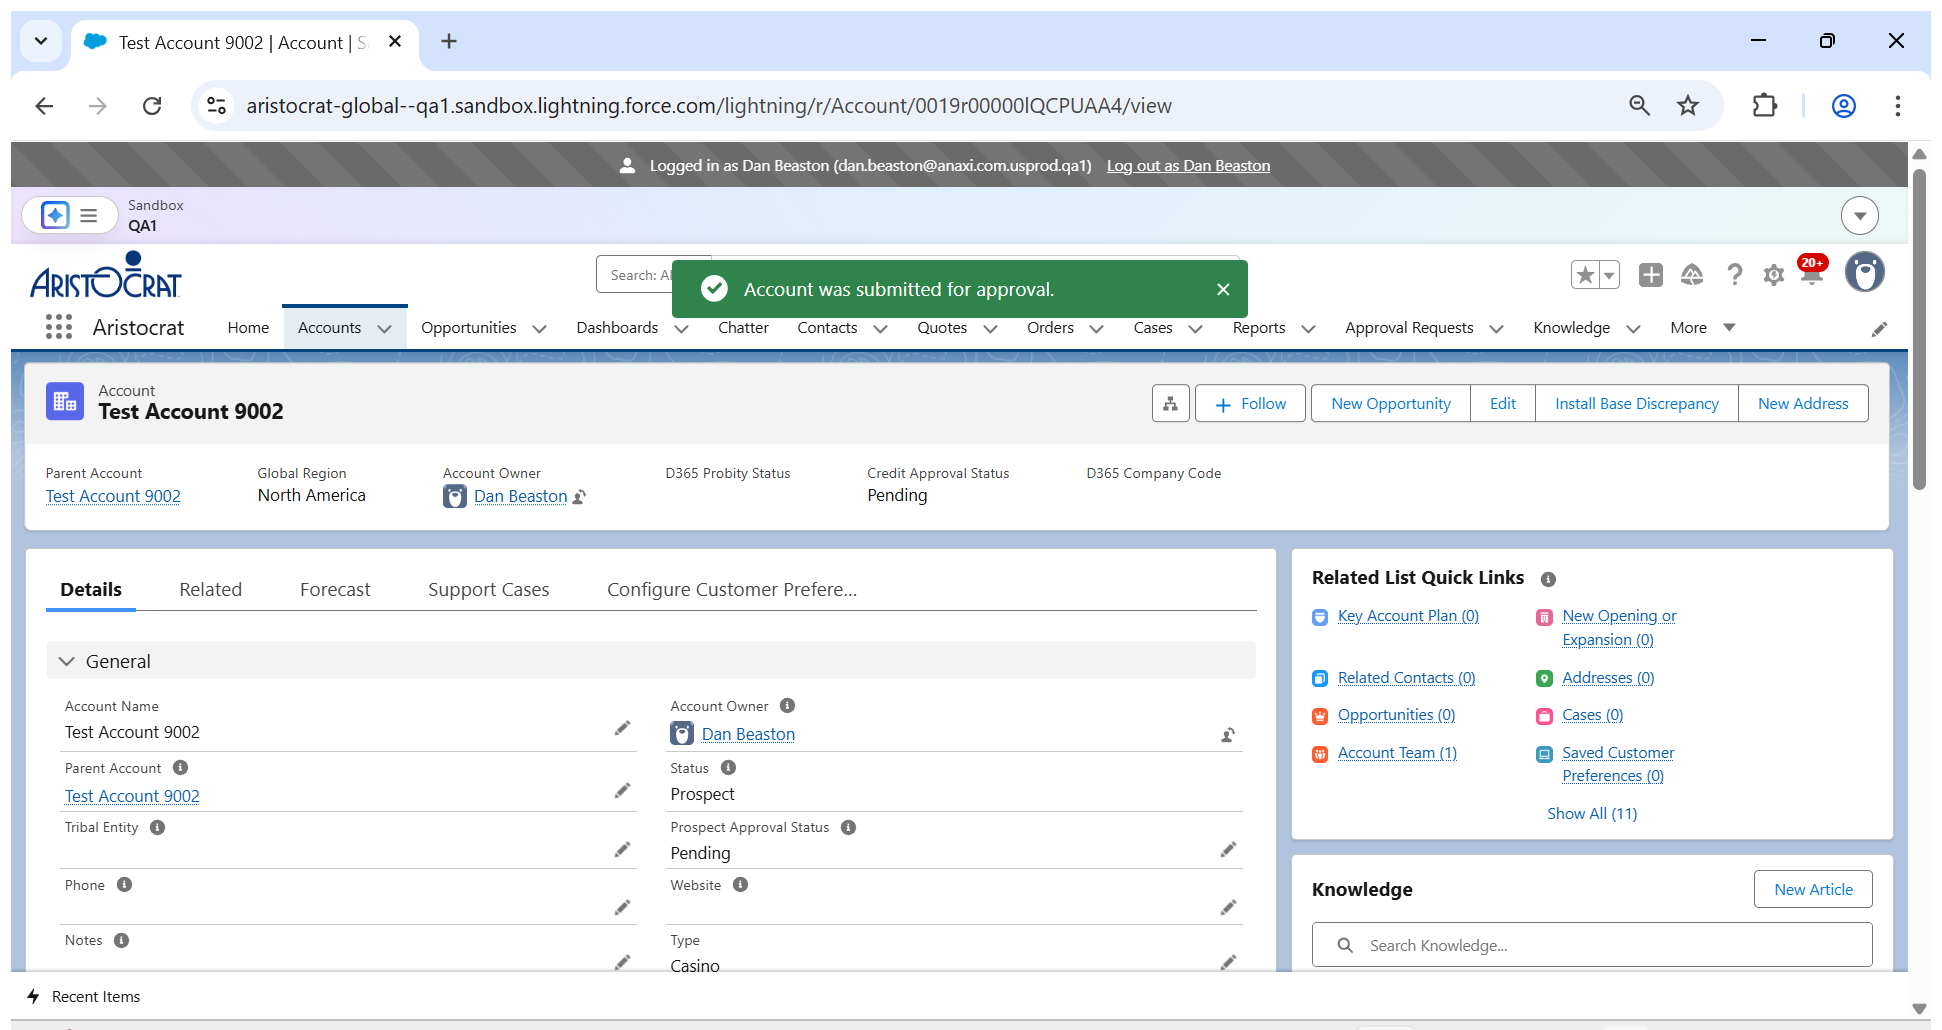 Test Account 9002 | Account | S
aristocrat-global--qa1.sandbox.lightning.force.com/lightning/r/Account/0019r00000lQCPUAA4/view
Logged in as Dan Beaston (dan.beaston@anaxi.com.usprod.qa1) Log out as Dan Beaston
Sandbox
QA1
ARISTOCRAT
Search: Al
Account was submitted for approval.
20+
Aristocrat Home Accounts Opportunities Dashboards Chatter Contacts Quotes Orders Cases Reports Approval Requests Knowledge More
Account
Test Account 9002
Follow New Opportunity Edit Install Base Discrepancy New Address
Parent Account Global Region Account Owner D365 Probity Status Credit Approval Status D365 Company Code
Test Account 9002 North America Dan Beaston Pending
Details Related Forecast Support Cases Configure Customer Prefere...
General
Account Name
Test Account 9002
Account Owner
Dan Beaston
Parent Account
Test Account 9002
Status
Prospect
Tribal Entity
Prospect Approval Status
Pending
Phone
Website
Notes
Type
Casino
Related List Quick Links
Key Account Plan (0)
New Opening or
Expansion (0)
Related Contacts (0)
Addresses (0)
Opportunities (0)
Cases (0)
Account Team (1)
Saved Customer
Preferences (0)
Show All (11)
Knowledge
New Article
Search Knowledge...
Recent Items